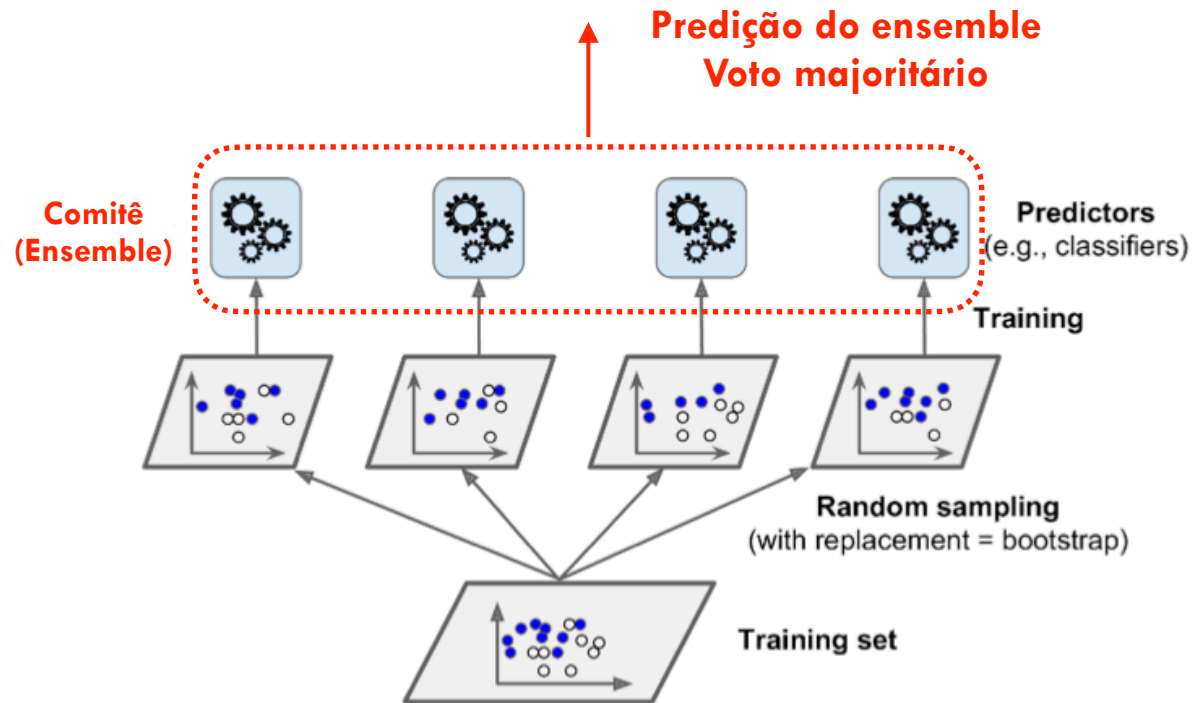 Predição do ensemble
Voto majoritário
Comitê
(Ensemble)
Predictors
(e.g., classifiers)
Training
Random sampling
(with replacement = bootstrap)
Training set